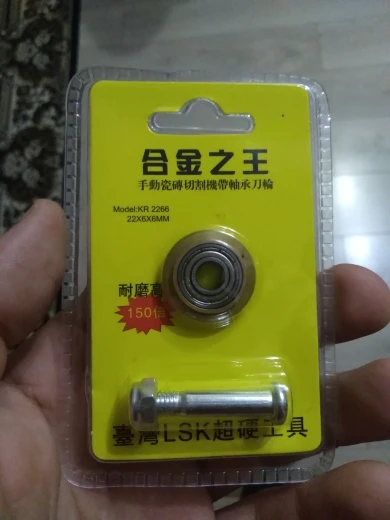 合金之王
手動瓷磚切割機帶軸承刀輪
Model:KR 2266
22X6X6MM
耐磨高
150倍
臺灣LSK超硬工具